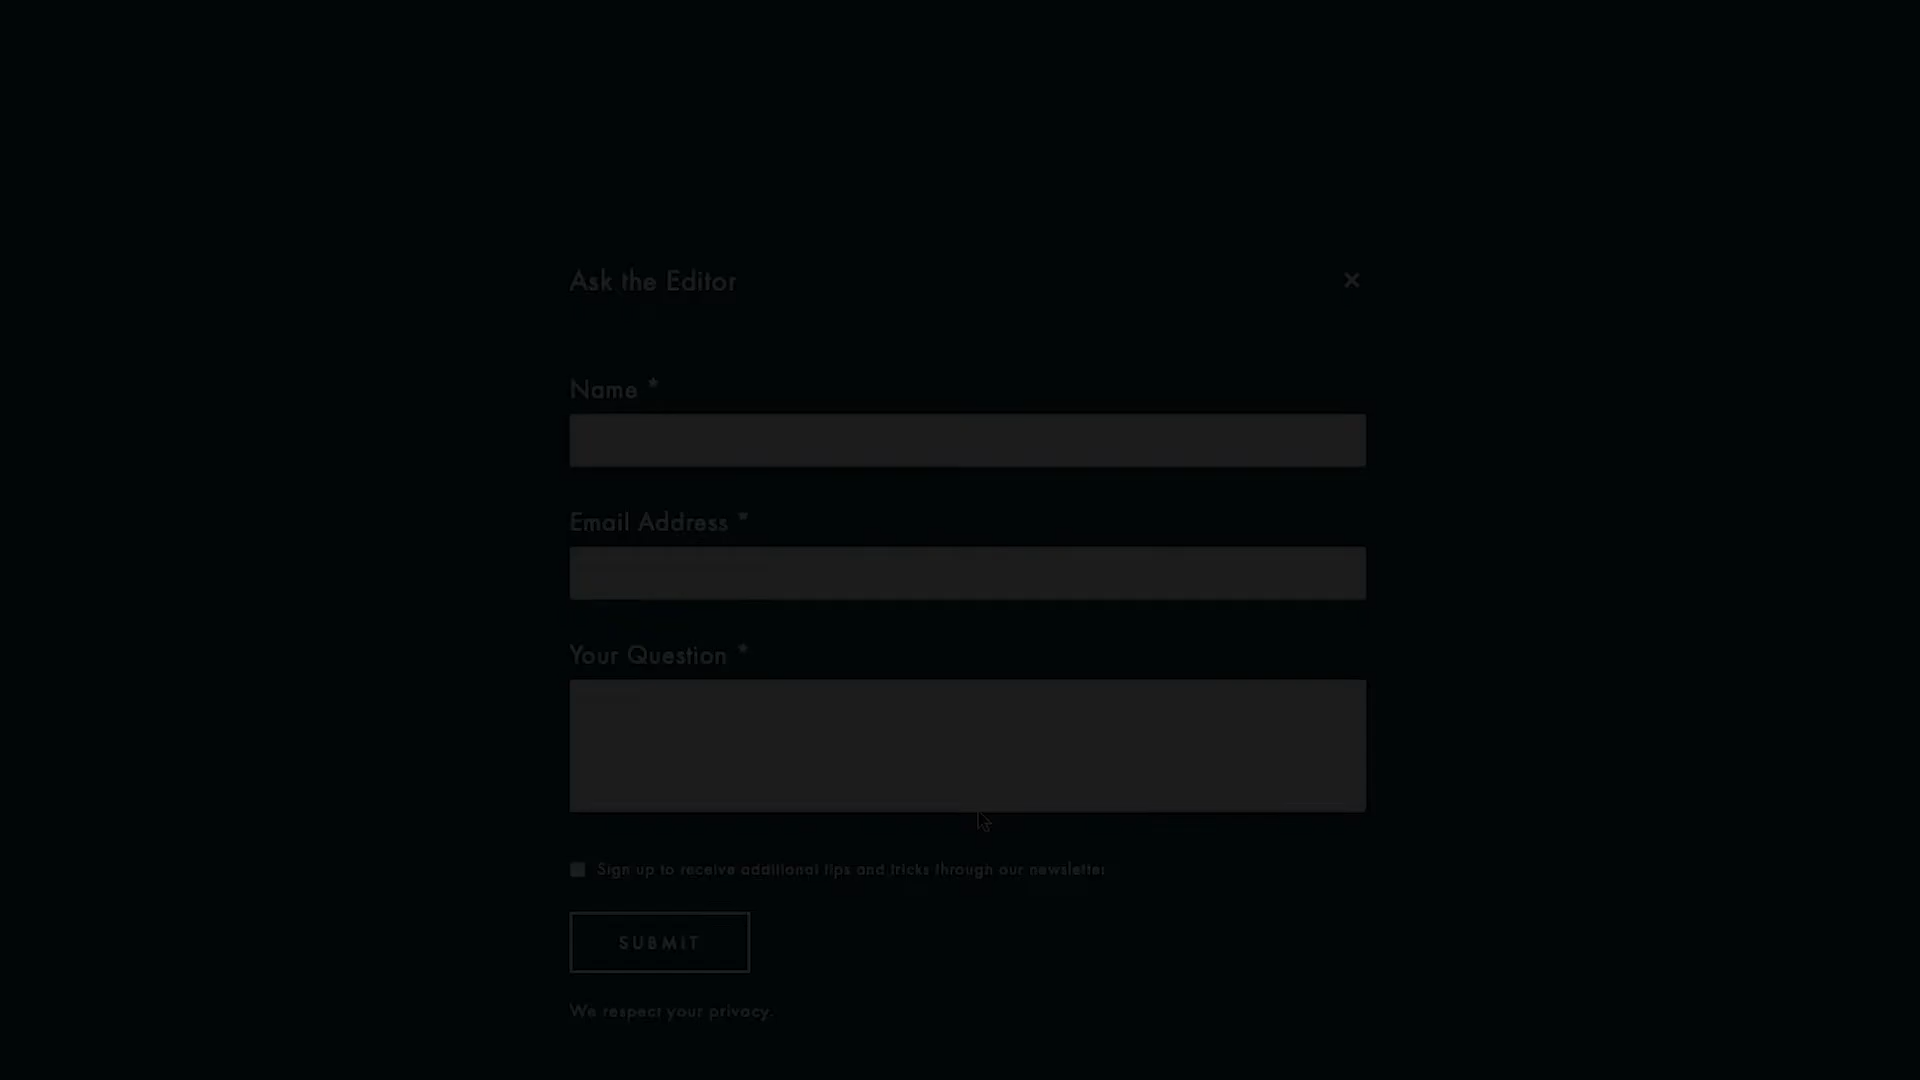 Ask the Editor ×
Name *
Email Address *
Your Question *
Sign up to receive additional tips and tricks through our newsletter
SUBMIT
We respect your privacy.